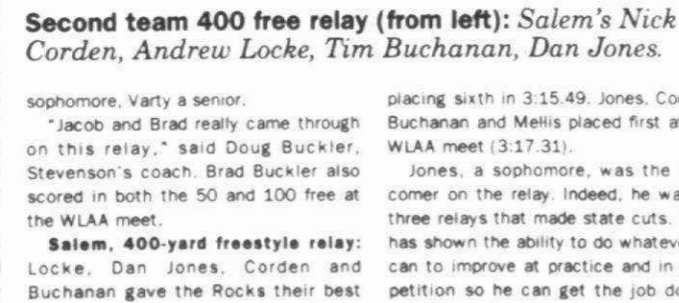 Second team 400 free relay (from left): Salem's Nick
Corden, Andrew Locke, Tim Buchanan, Dan Jones.
sophomore, Varty a senior.
"Jacob and Brad really came through
on this relay," said Doug Buckler,
Stevenson's coach. Brad Buckler also
scored in both the 50 and 100 free at
the WLAA meet.
Salem, 400-yard freestyle relay:
Locke, Dan Jones, Corden and
Buchanan gave the Rocks their best
placing sixth in 3:15.49. Jones,
Buchanan and Mellis placed first
WLAA meet (3:17.31).
Jones, a sophomore, was the
comer on the relay. Indeed, he
three relays that made state cuts.
has shown the ability to do
can to improve at practice and in
petition so he can get the job